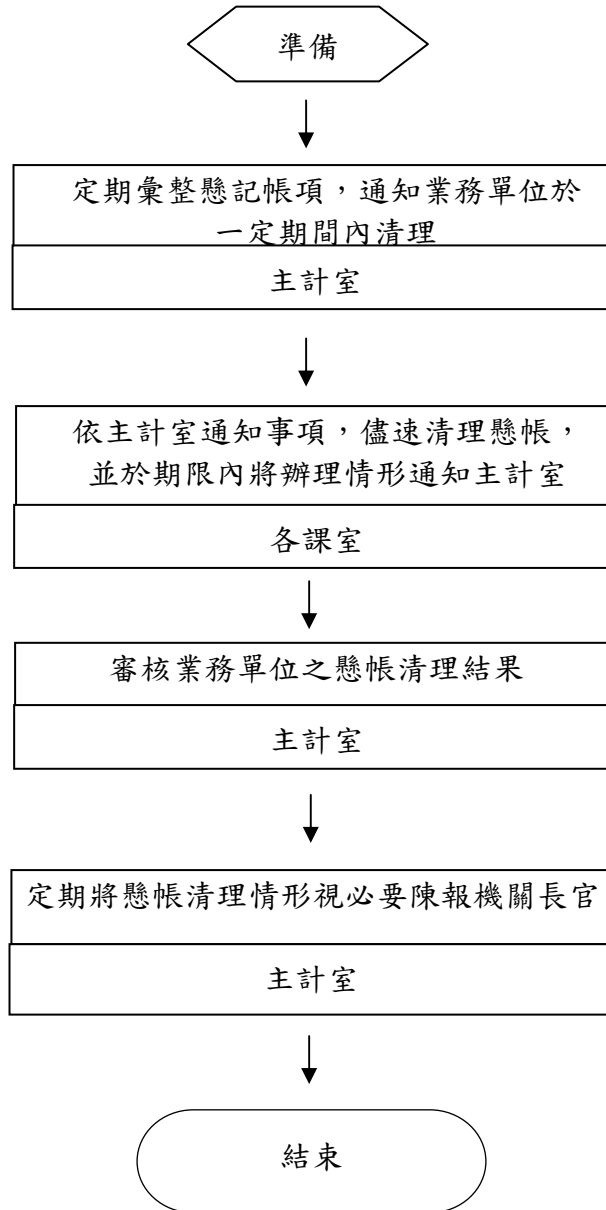 準備
定期彙整懸記帳項，通知業務單位於
一定期間內清理
主計室
依主計室通知事項，儘速清理懸帳，
並於期限內將辦理情形通知主計室
各課室
審核業務單位之懸帳清理結果
主計室
定期將懸帳清理情形視必要陳報機關長官
主計室
結束